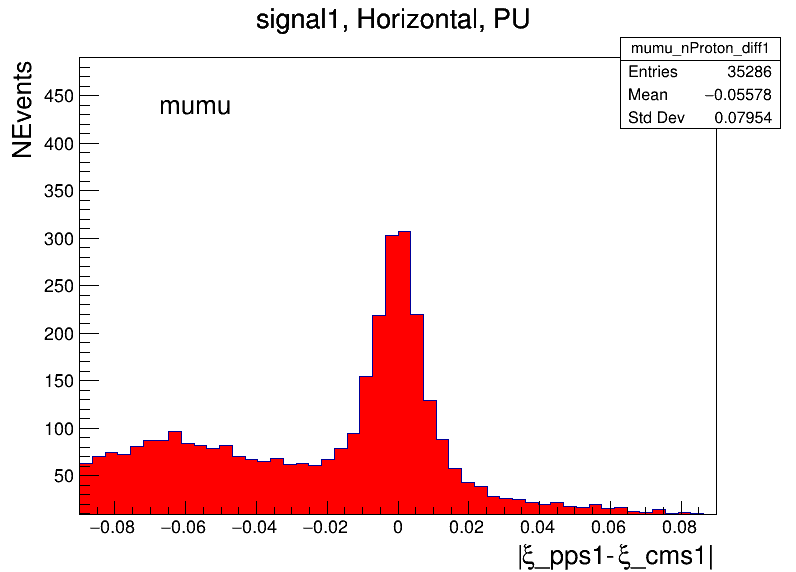 signal1, Horizontal, PU
mumu_nProton_diff1
Entries 35286
Mean −0.05578
Std Dev 0.07954
NEvents
mumu
450
400
350
300
250
200
150
100
50
−0.08 −0.06 −0.04 −0.02 0 0.02 0.04 0.06 0.08
|ξ_pps1-ξ_cms1|